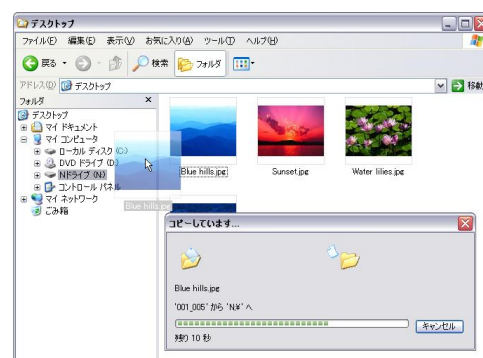 デスクトップ
ファイル(F) 編集(E) 表示(V) お気に入り(A) ツール(T) ヘルプ(H)
戻る 検索 フォルダ
アドレス(D) デスクトップ 移動
フォルダ ×
デスクトップ
マイ ドキュメント
マイ コンピュータ
ローカル ディスク (C:)
DVD ドライブ (D:)
Nドライブ (N)
コントロール パネル
マイ ネットワーク
ごみ箱
Blue hills.jpg
Blue hills.jpg Sunset.jpg Water lilies.jpg
コピーしています...
Blue hills.jpg
'001_005' から 'N:¥' へ
キャンセル
残り 10 秒